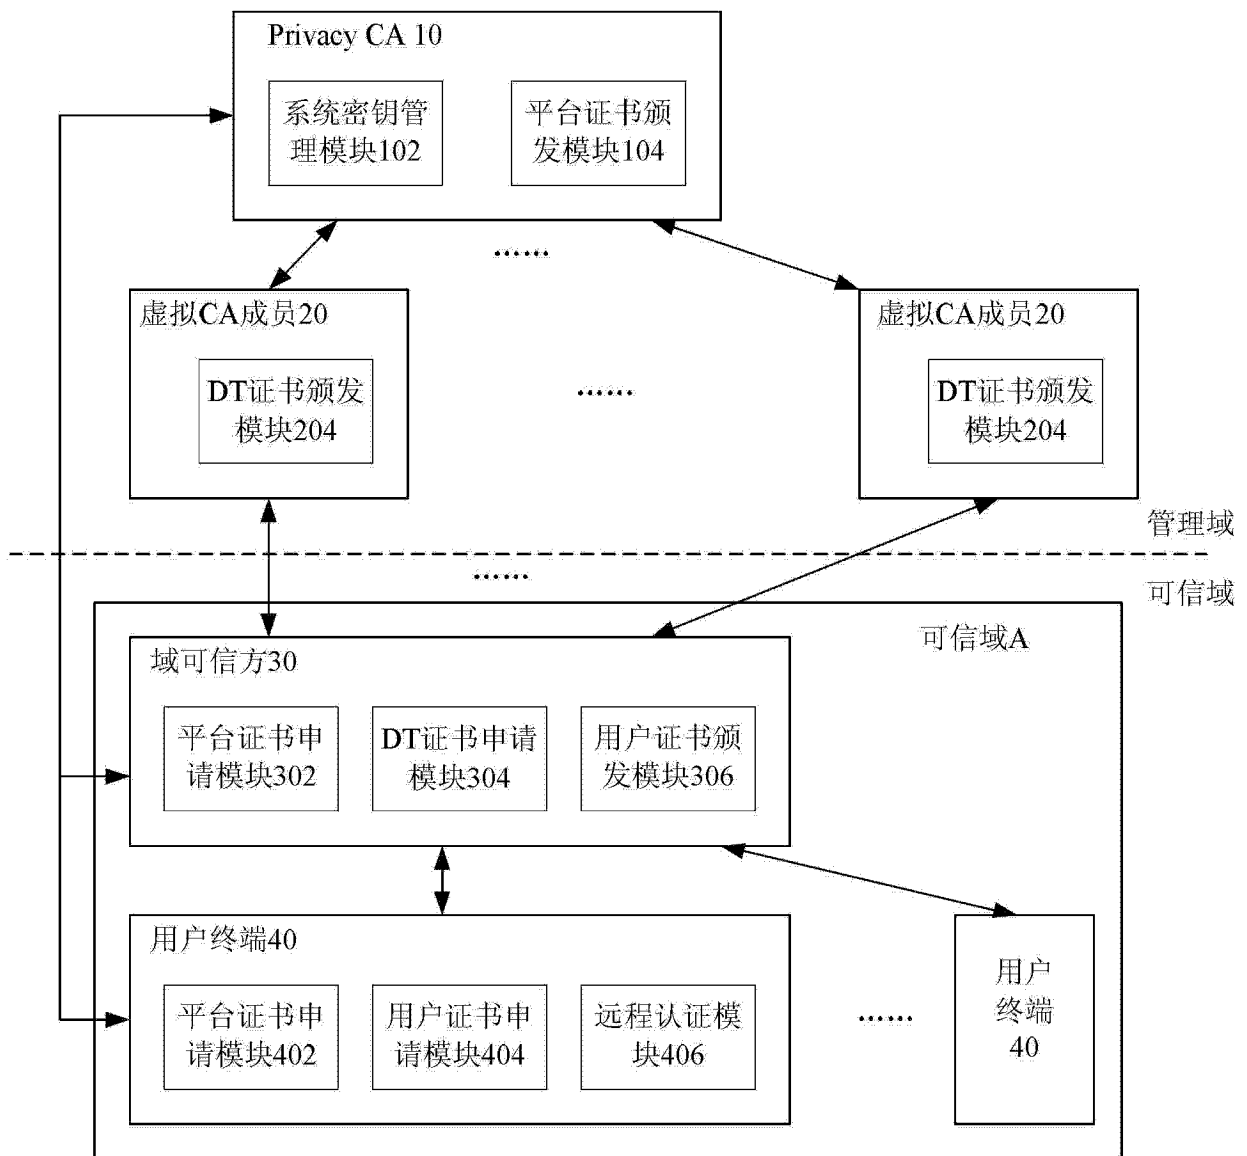 Privacy CA 10
系统密钥管
理模块102
平台证书颁
发模块104
……
虚拟CA成员20
DT证书颁发
模块204
……
虚拟CA成员20
DT证书颁发
模块204
管理域
……
可信域
可信域A
域可信方30
平台证书申
请模块302
DT证书申请
模块304
用户证书颁
发模块306
用户终端40
平台证书申
请模块402
用户证书申
请模块404
远程认证模
块406
……
用户
终端
40